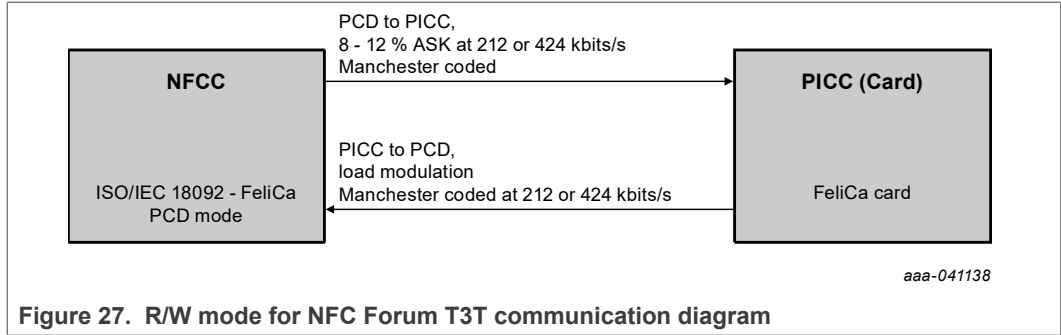 PCD to PICC,
8 - 12 % ASK at 212 or 424 kbits/s
Manchester coded
NFCC
PICC (Card)
PICC to PCD,
load modulation
Manchester coded at 212 or 424 kbits/s
ISO/IEC 18092 - FeliCa
PCD mode
FeliCa card
aaa-041138
Figure 27. R/W mode for NFC Forum T3T communication diagram